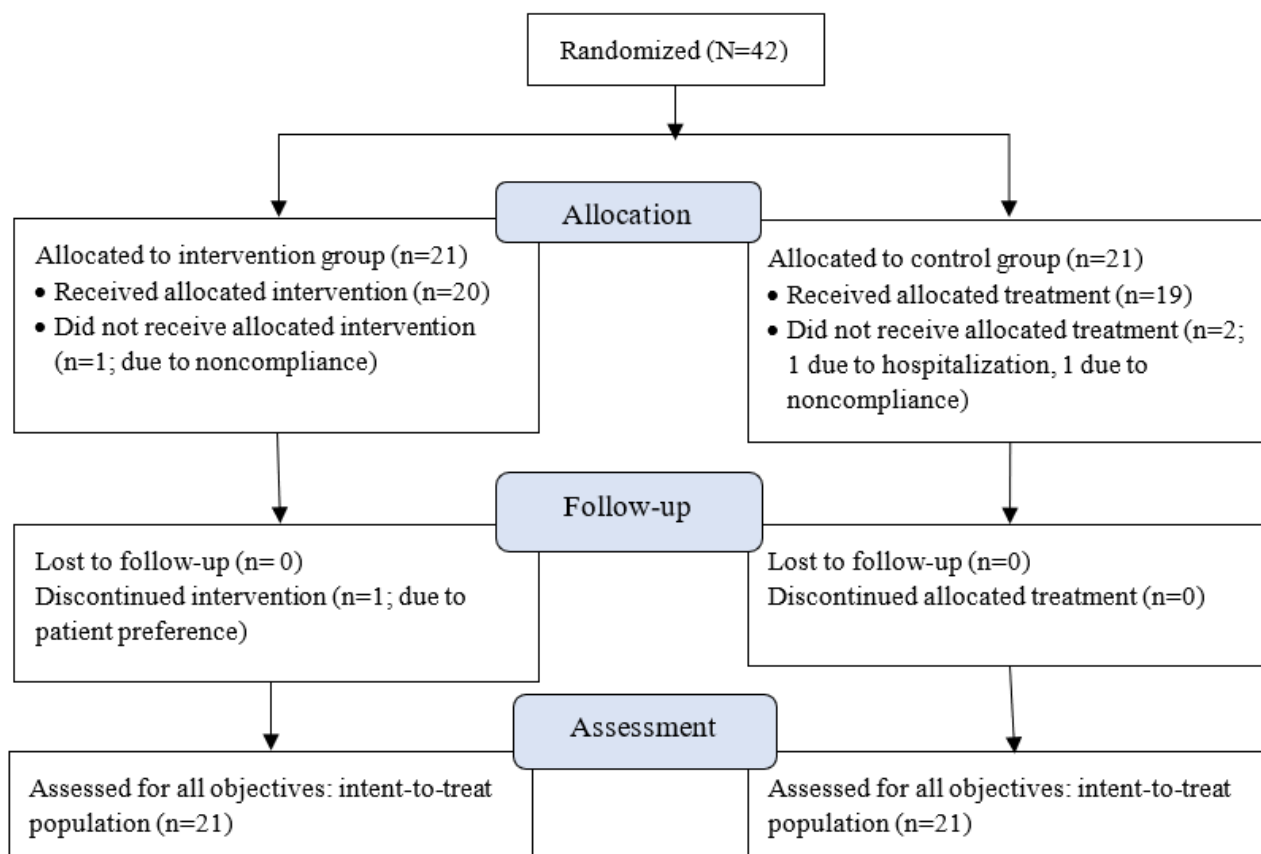 Randomized (N=42)
Allocation
Allocated to intervention group (n=21)
• Received allocated intervention (n=20)
• Did not receive allocated intervention
(n=1; due to noncompliance)
Allocated to control group (n=21)
• Received allocated treatment (n=19)
• Did not receive allocated treatment (n=2;
1 due to hospitalization, 1 due to
noncompliance)
Follow-up
Lost to follow-up (n= 0)
Discontinued intervention (n=1; due to
patient preference)
Lost to follow-up (n=0)
Discontinued allocated treatment (n=0)
Assessment
Assessed for all objectives: intent-to-treat
population (n=21)
Assessed for all objectives: intent-to-treat
population (n=21)